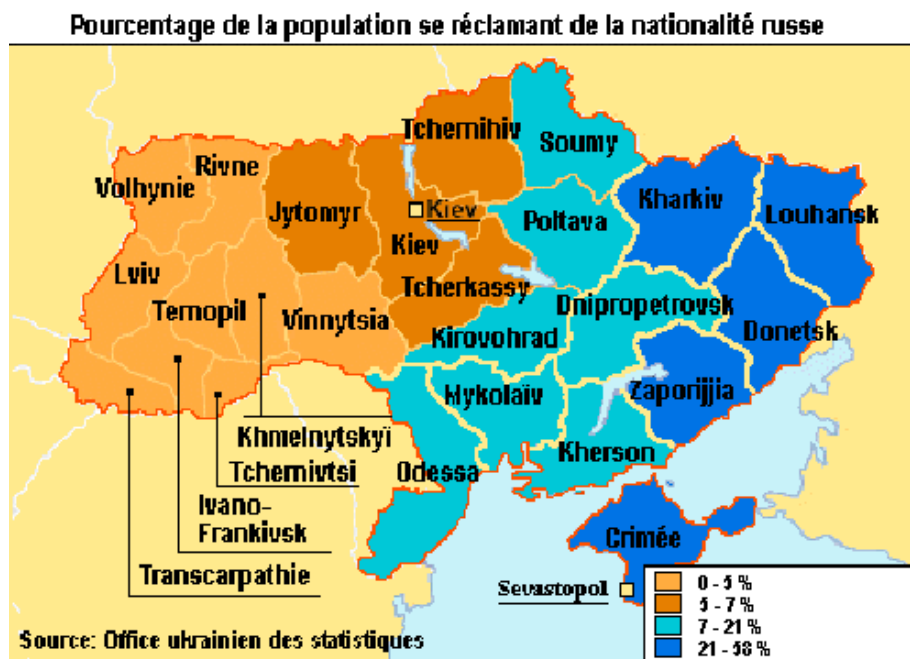 Pourcentage de la population se réclamant de la nationalité russe
Tchernihiv
Soumy
Rivne
Volhynie
Kharkiv
Louhansk
Jytomyr
Kiev
Poltava
Kiev
Lviv
Tcherkassy
Ternopil
Vinnytsia
Dnipropetrovsk
Kirovohrad
Donetsk
Mykolaïv
Zaporijjia
Khmelnytskyï
Kherson
Tchernivtsi
Odessa
Ivano-
Frankivsk
Crimée
Transcarpathie
Sevastopol
0 - 5 %
5 - 7 %
7 - 21 %
21 - 58 %
Source: Office ukrainien des statistiques